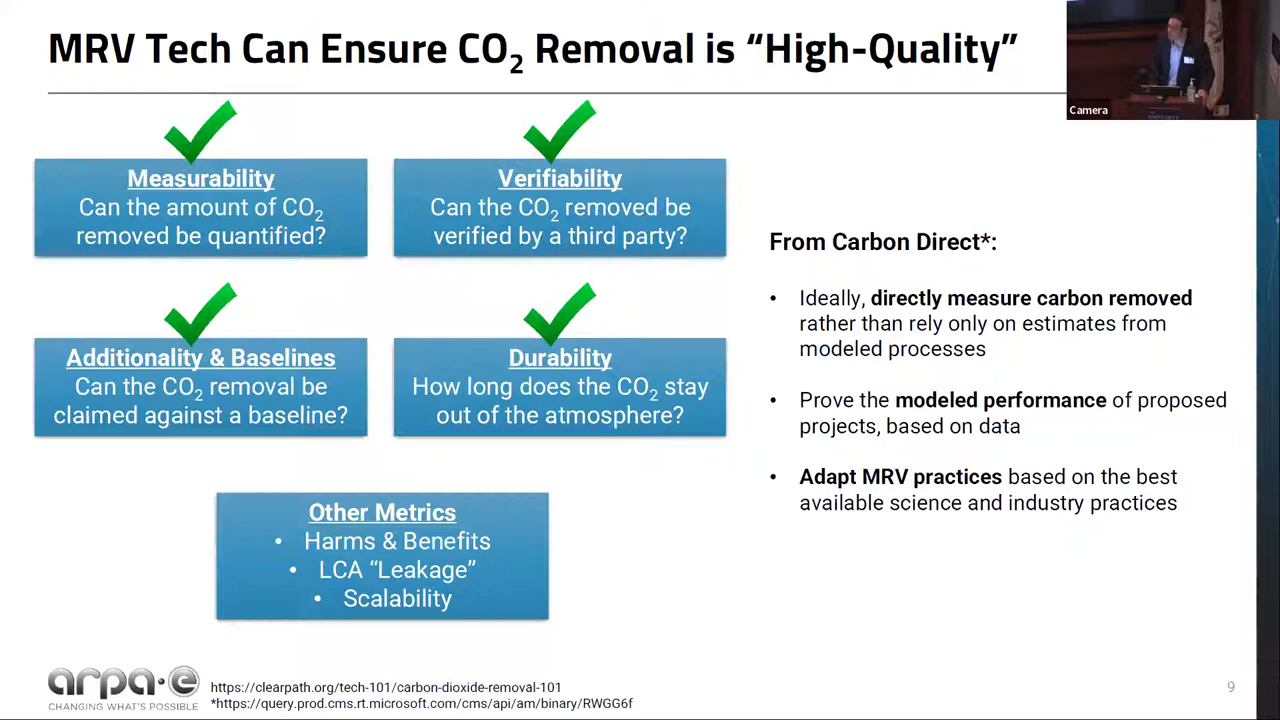 MRV Tech Can Ensure CO₂ Removal is “High-Quality”
Camera
Measurability
Can the amount of CO₂
removed be quantified?
Verifiability
Can the CO₂ removed be
verified by a third party?
Additionality & Baselines
Can the CO₂ removal be
claimed against a baseline?
Durability
How long does the CO₂ stay
out of the atmosphere?
Other Metrics
• Harms & Benefits
• LCA “Leakage”
• Scalability
From Carbon Direct*:
• Ideally, directly measure carbon removed
rather than rely only on estimates from
modeled processes
• Prove the modeled performance of proposed
projects, based on data
• Adapt MRV practices based on the best
available science and industry practices
arpa·e
CHANGING WHAT'S POSSIBLE
https://clearpath.org/tech-101/carbon-dioxide-removal-101
*https://query.prod.cms.rt.microsoft.com/cms/api/am/binary/RWGG6f
9